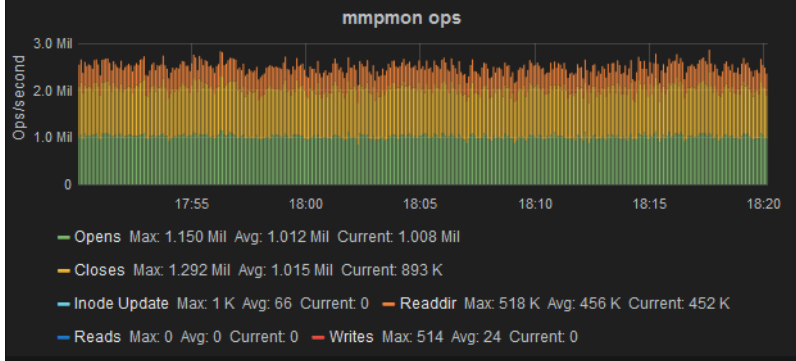 mmpmon ops
3.0 Mil
2.0 Mil
1.0 Mil
0
Ops/second
17:55 18:00 18:05 18:10 18:15 18:20
Opens Max: 1.150 Mil Avg: 1.012 Mil Current: 1.008 Mil
Closes Max: 1.292 Mil Avg: 1.015 Mil Current: 893 K
Inode Update Max: 1 K Avg: 66 Current: 0 Readdir Max: 518 K Avg: 456 K Current: 452 K
Reads Max: 0 Avg: 0 Current: 0 Writes Max: 514 Avg: 24 Current: 0